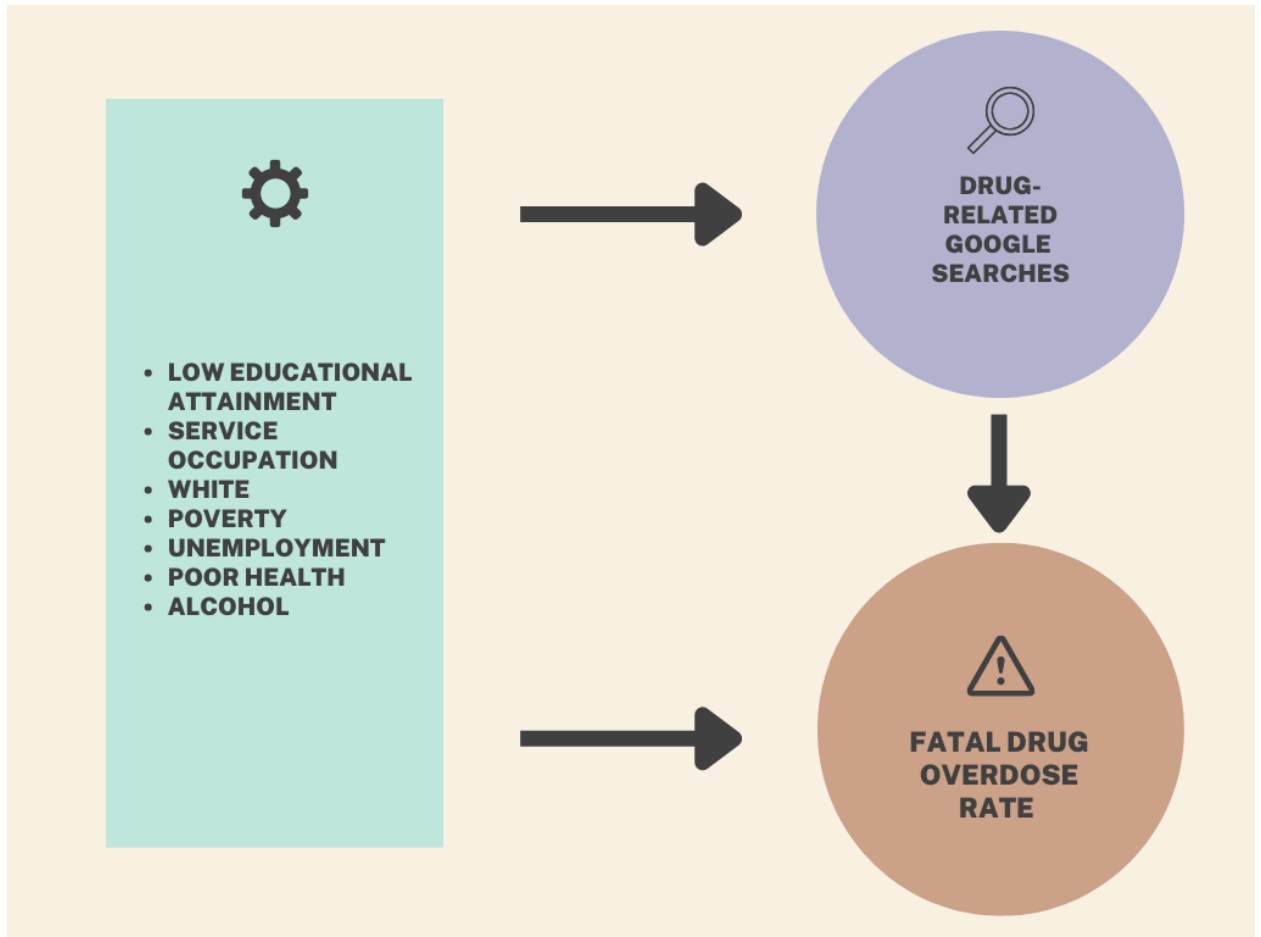 DRUG-
RELATED
GOOGLE
SEARCHES
• LOW EDUCATIONAL
ATTAINMENT
• SERVICE
OCCUPATION
• WHITE
• POVERTY
• UNEMPLOYMENT
• POOR HEALTH
• ALCOHOL
FATAL DRUG
OVERDOSE
RATE